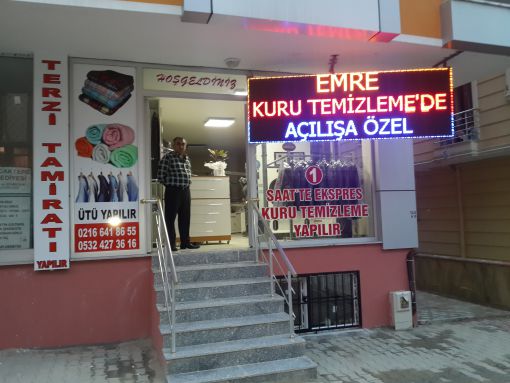 TERZİ TAMİRATI
YAPILIR
ÜTÜ YAPILIR
0216 641 86 55
0532 427 36 16
HOŞGELDİNİZ
EMRE
KURU TEMİZLEME'DE
AÇILIŞA ÖZEL
1
SAAT'TE EKSPRES
KURU TEMİZLEME
YAPILIR